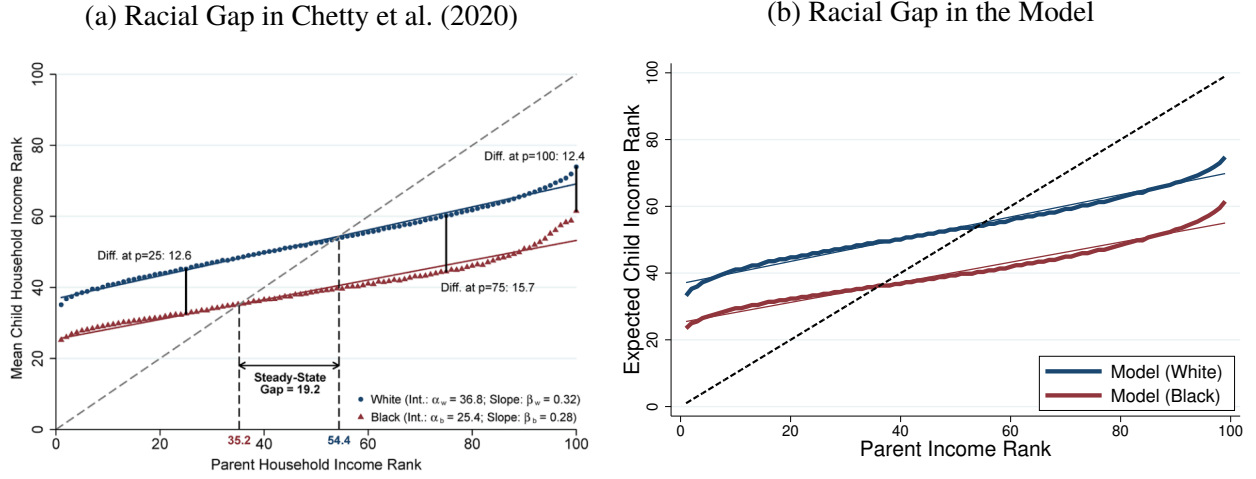 (a) Racial Gap in Chetty et al. (2020)
Mean Child Household Income Rank
100
80
60
40
20
0
Diff. at p=100: 12.4
Diff. at p=25: 12.6
Diff. at p=75: 15.7
Steady-State
Gap = 19.2
White (Int.: αw = 36.8; Slope: βw = 0.32)
Black (Int.: αb = 25.4; Slope: βb = 0.28)
0 20 35.2 40 54.4 60 80 100
Parent Household Income Rank
(b) Racial Gap in the Model
Expected Child Income Rank
100
80
60
40
20
0
Model (White)
Model (Black)
0 20 40 60 80 100
Parent Income Rank